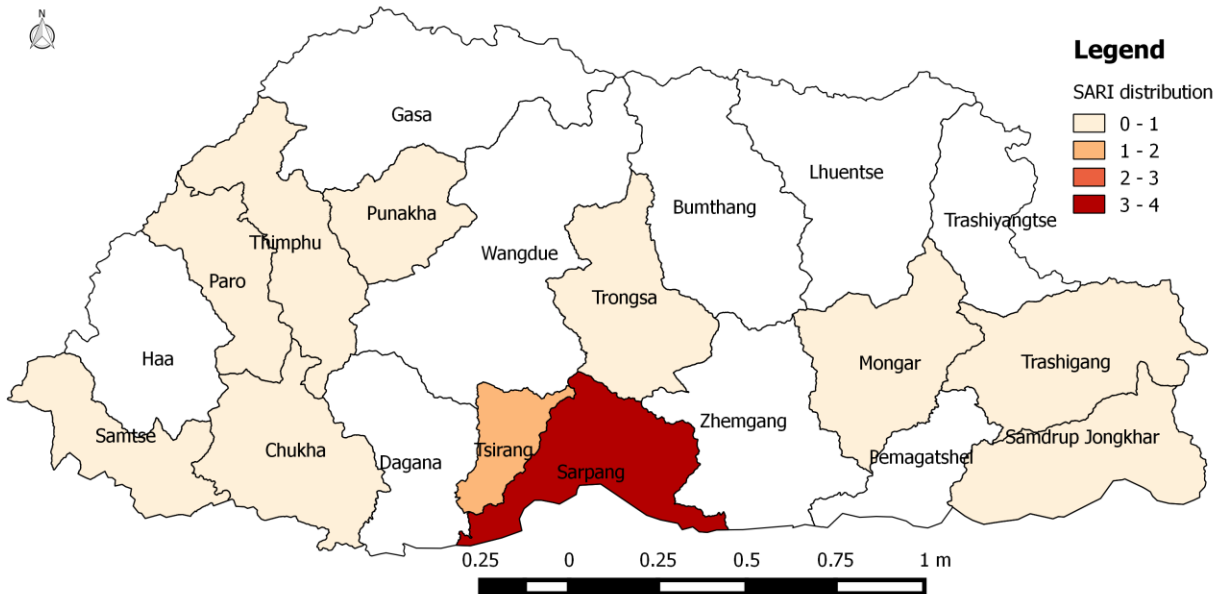 N
Legend
SARI distribution
0 - 1
1 - 2
2 - 3
3 - 4
Gasa
Lhuentse
Bumthang
Punakha
Trashiyangtse
Thimphu
Wangdue
Paro
Trongsa
Haa
Mongar
Trashigang
Zhemgang
Samtse
Samdrup Jongkhar
Chukha
Tsirang
Pemagatshel
Dagana
Sarpang
0.25 0 0.25 0.5 0.75 1 m